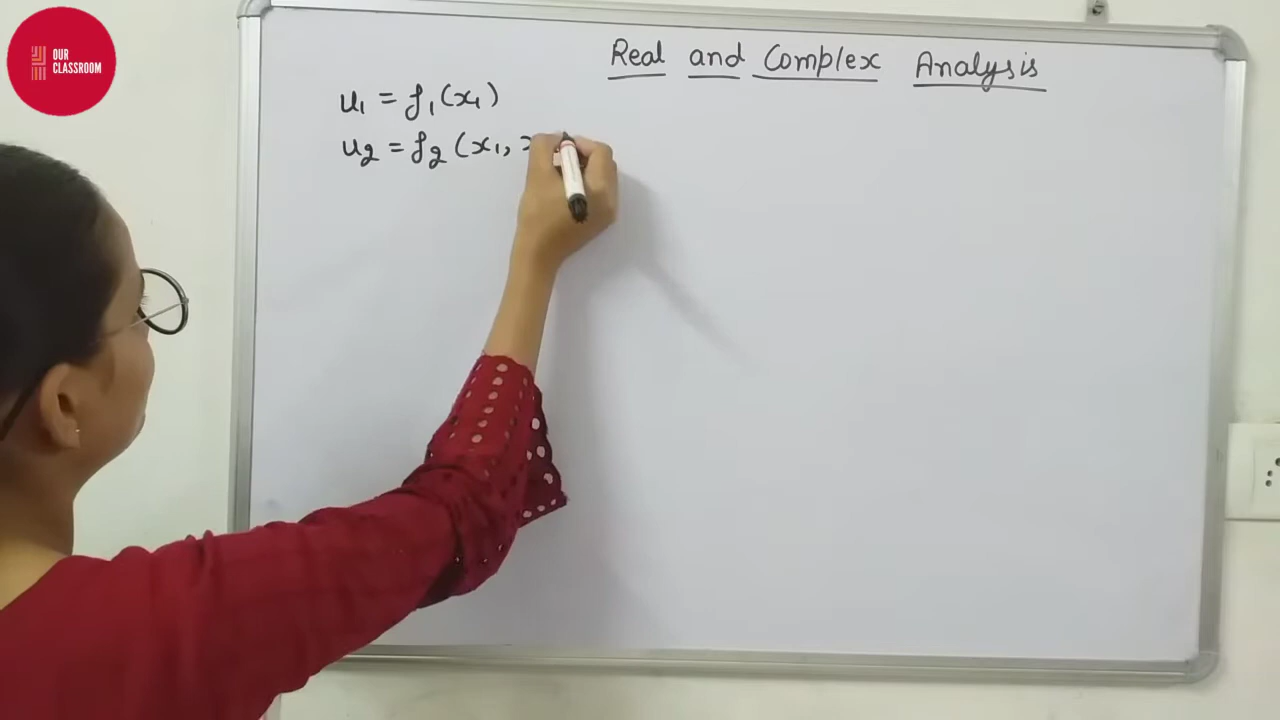 OUR
CLASSROOM
Real and Complex Analysis
u₁ = f₁(x₁)
u₂ = f₂(x₁,